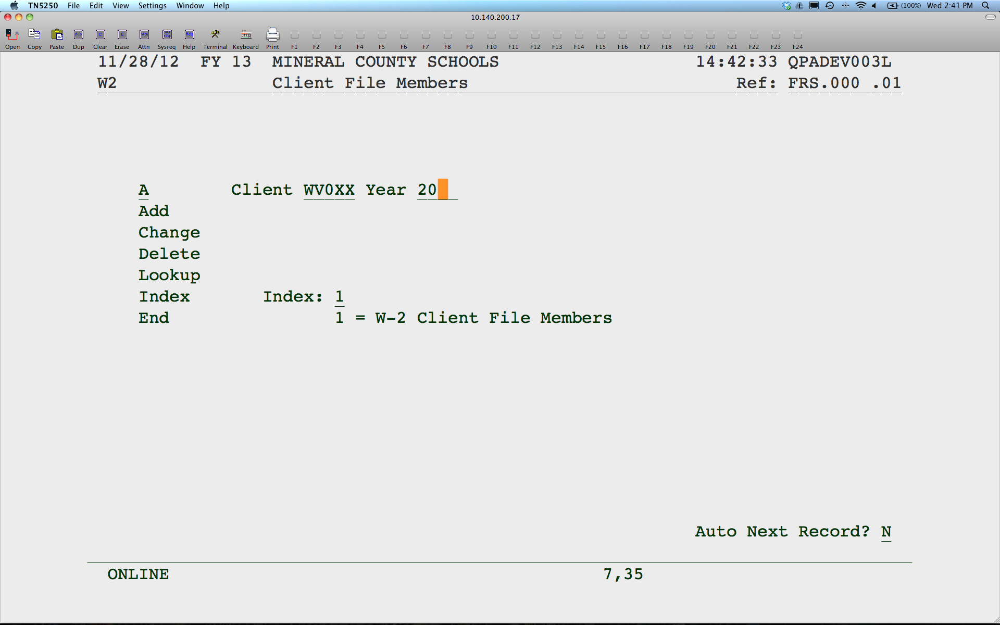 TN5250 File Edit View Settings Window Help (100%) Wed 2:41 PM
10.140.200.17
Open Copy Paste Dup Clear Erase Attn Sysreq Help Terminal Keyboard Print F1 F2 F3 F4 F5 F6 F7 F8 F9 F10 F11 F12 F13 F14 F15 F16 F17 F18 F19 F20 F21 F22 F23 F24
11/28/12 FY 13 MINERAL COUNTY SCHOOLS 14:42:33 QPADEV003L
W2 Client File Members Ref: FRS.000 .01
A Client WV0XX Year 20
Add
Change
Delete
Lookup
Index Index: 1
End 1 = W-2 Client File Members
Auto Next Record? N
ONLINE 7,35